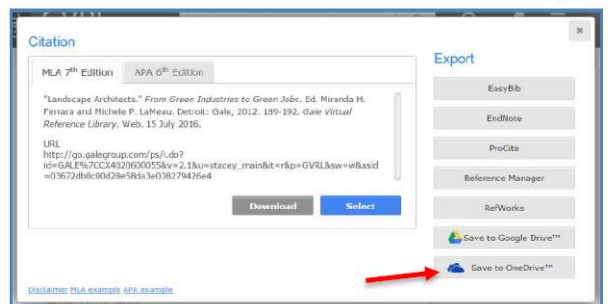 Citation
MLA 7th Edition
APA 6th Edition
"Landscape Architects." From Green Industries to Green Jobs. Ed. Miranda H.
Ferrara and Michele P. LaMeau. Detroit: Gale, 2012. 189-192. Gale Virtual
Reference Library. Web. 15 July 2016.
URL
http://go.galegroup.com/ps/i.do?
id=GALE%7CCX4020600055&v=2.1&u=stacey_main&it=r&p=GVRL&sw=w&asid
=03672db0c00d28e58da3e038279426e4
Download
Select
Disclaimer MLA example APA example
Export
EasyBib
EndNote
ProCite
Reference Manager
RefWorks
Save to Google Drive™
Save to OneDrive™